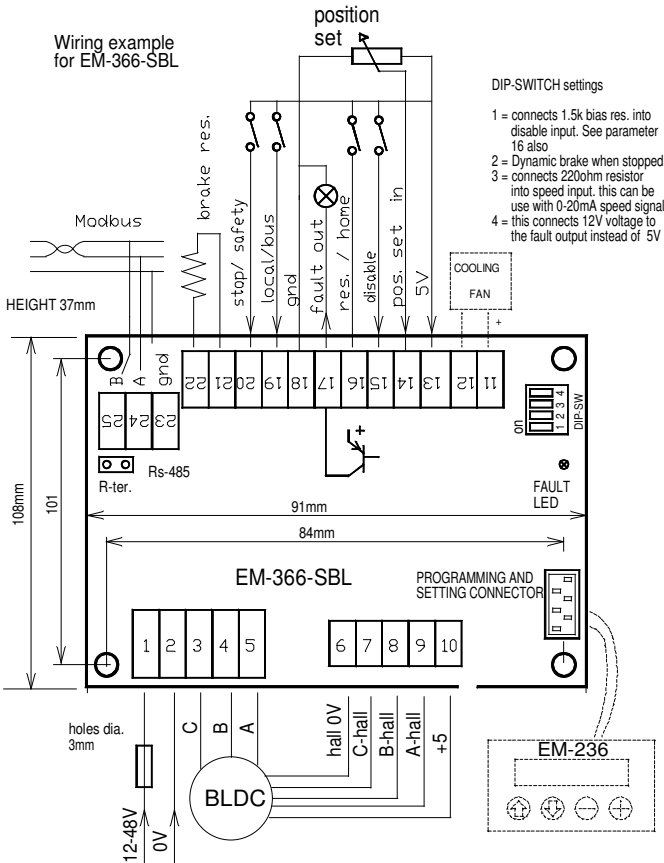 Wiring example
for EM-366-SBL
position
set
DIP-SWITCH settings
1 = connects 1.5k bias res. into
disable input. See parameter
16 also
2 = Dynamic brake when stopped
3 = connects 220ohm resistor
into speed input. this can be
use with 0-20mA speed signal
4 = this connects 12V voltage to
the fault output instead of 5V
Modbus
brake res.
stop/ safety
local/bus
gnd
fault out
res. / home
disable
pos. set in
5V
COOLING
FAN
+
HEIGHT 37mm
B
A
gnd
25
24
23
22
21
20
19
18
17
16
15
14
13
12
11
on
1 2 3 4
DIP-SW
R-ter.
Rs-485
+
FAULT
LED
108mm
101
91mm
84mm
EM-366-SBL
PROGRAMMING AND
SETTING CONNECTOR
1
2
3
4
5
6
7
8
9
10
holes dia.
3mm
12-48V
0V
C
B
A
BLDC
hall 0V
C-hall
B-hall
A-hall
+5
EM-236